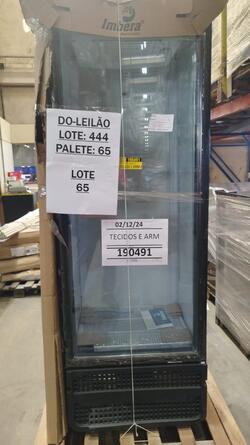 Imbera
DO-LEILÃO
LOTE: 444
PALETE: 65
LOTE
65
02/12/24
TECIDOS E ARM
190491